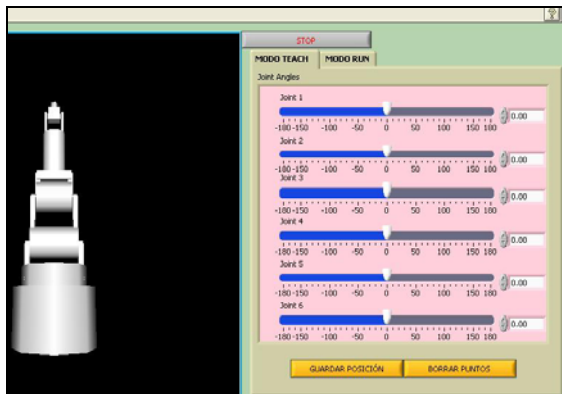 STOP
MODO TEACH MODO RUN
Joint Angles
Joint 1
0.00
-180 -150 -100 -50 0 50 100 150 180
Joint 2
0.00
-180 -150 -100 -50 0 50 100 150 180
Joint 3
0.00
-180 -150 -100 -50 0 50 100 150 180
Joint 4
0.00
-180 -150 -100 -50 0 50 100 150 180
Joint 5
0.00
-180 -150 -100 -50 0 50 100 150 180
Joint 6
0.00
-180 -150 -100 -50 0 50 100 150 180
GUARDAR POSICIÓN BORRAR PUNTOS